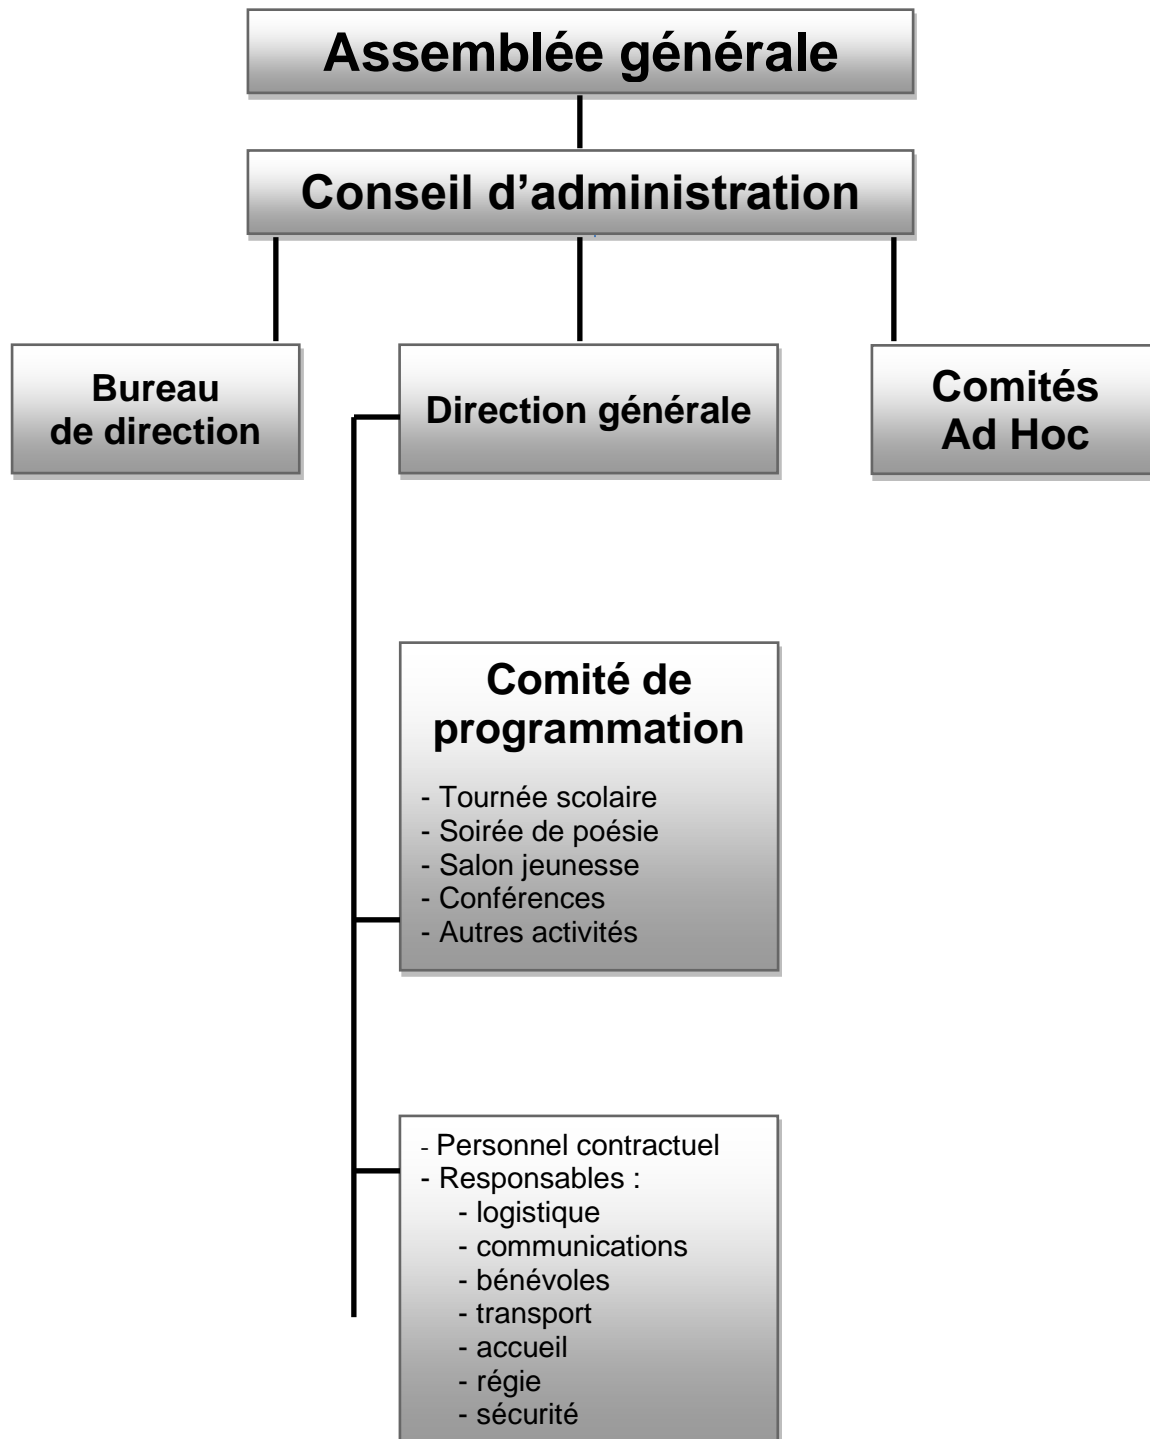 Assemblée générale
Conseil d’administration
Bureau
de direction
Direction générale
Comités
Ad Hoc
Comité de
programmation
- Tournée scolaire
- Soirée de poésie
- Salon jeunesse
- Conférences
- Autres activités
- Personnel contractuel
- Responsables :
- logistique
- communications
- bénévoles
- transport
- accueil
- régie
- sécurité